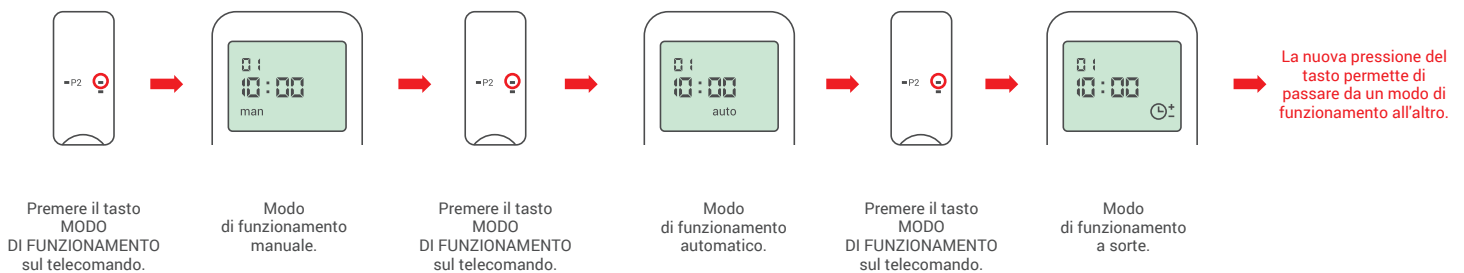 P2
01
10:00
man
P2
01
10:00
auto
P2
01
10:00
La nuova pressione del
tasto permette di
passare da un modo di
funzionamento all'altro.
Premere il tasto
MODO
DI FUNZIONAMENTO
sul telecomando.
Modo
di funzionamento
manuale.
Premere il tasto
MODO
DI FUNZIONAMENTO
sul telecomando.
Modo
di funzionamento
automatico.
Premere il tasto
MODO
DI FUNZIONAMENTO
sul telecomando.
Modo
di funzionamento
a sorte.